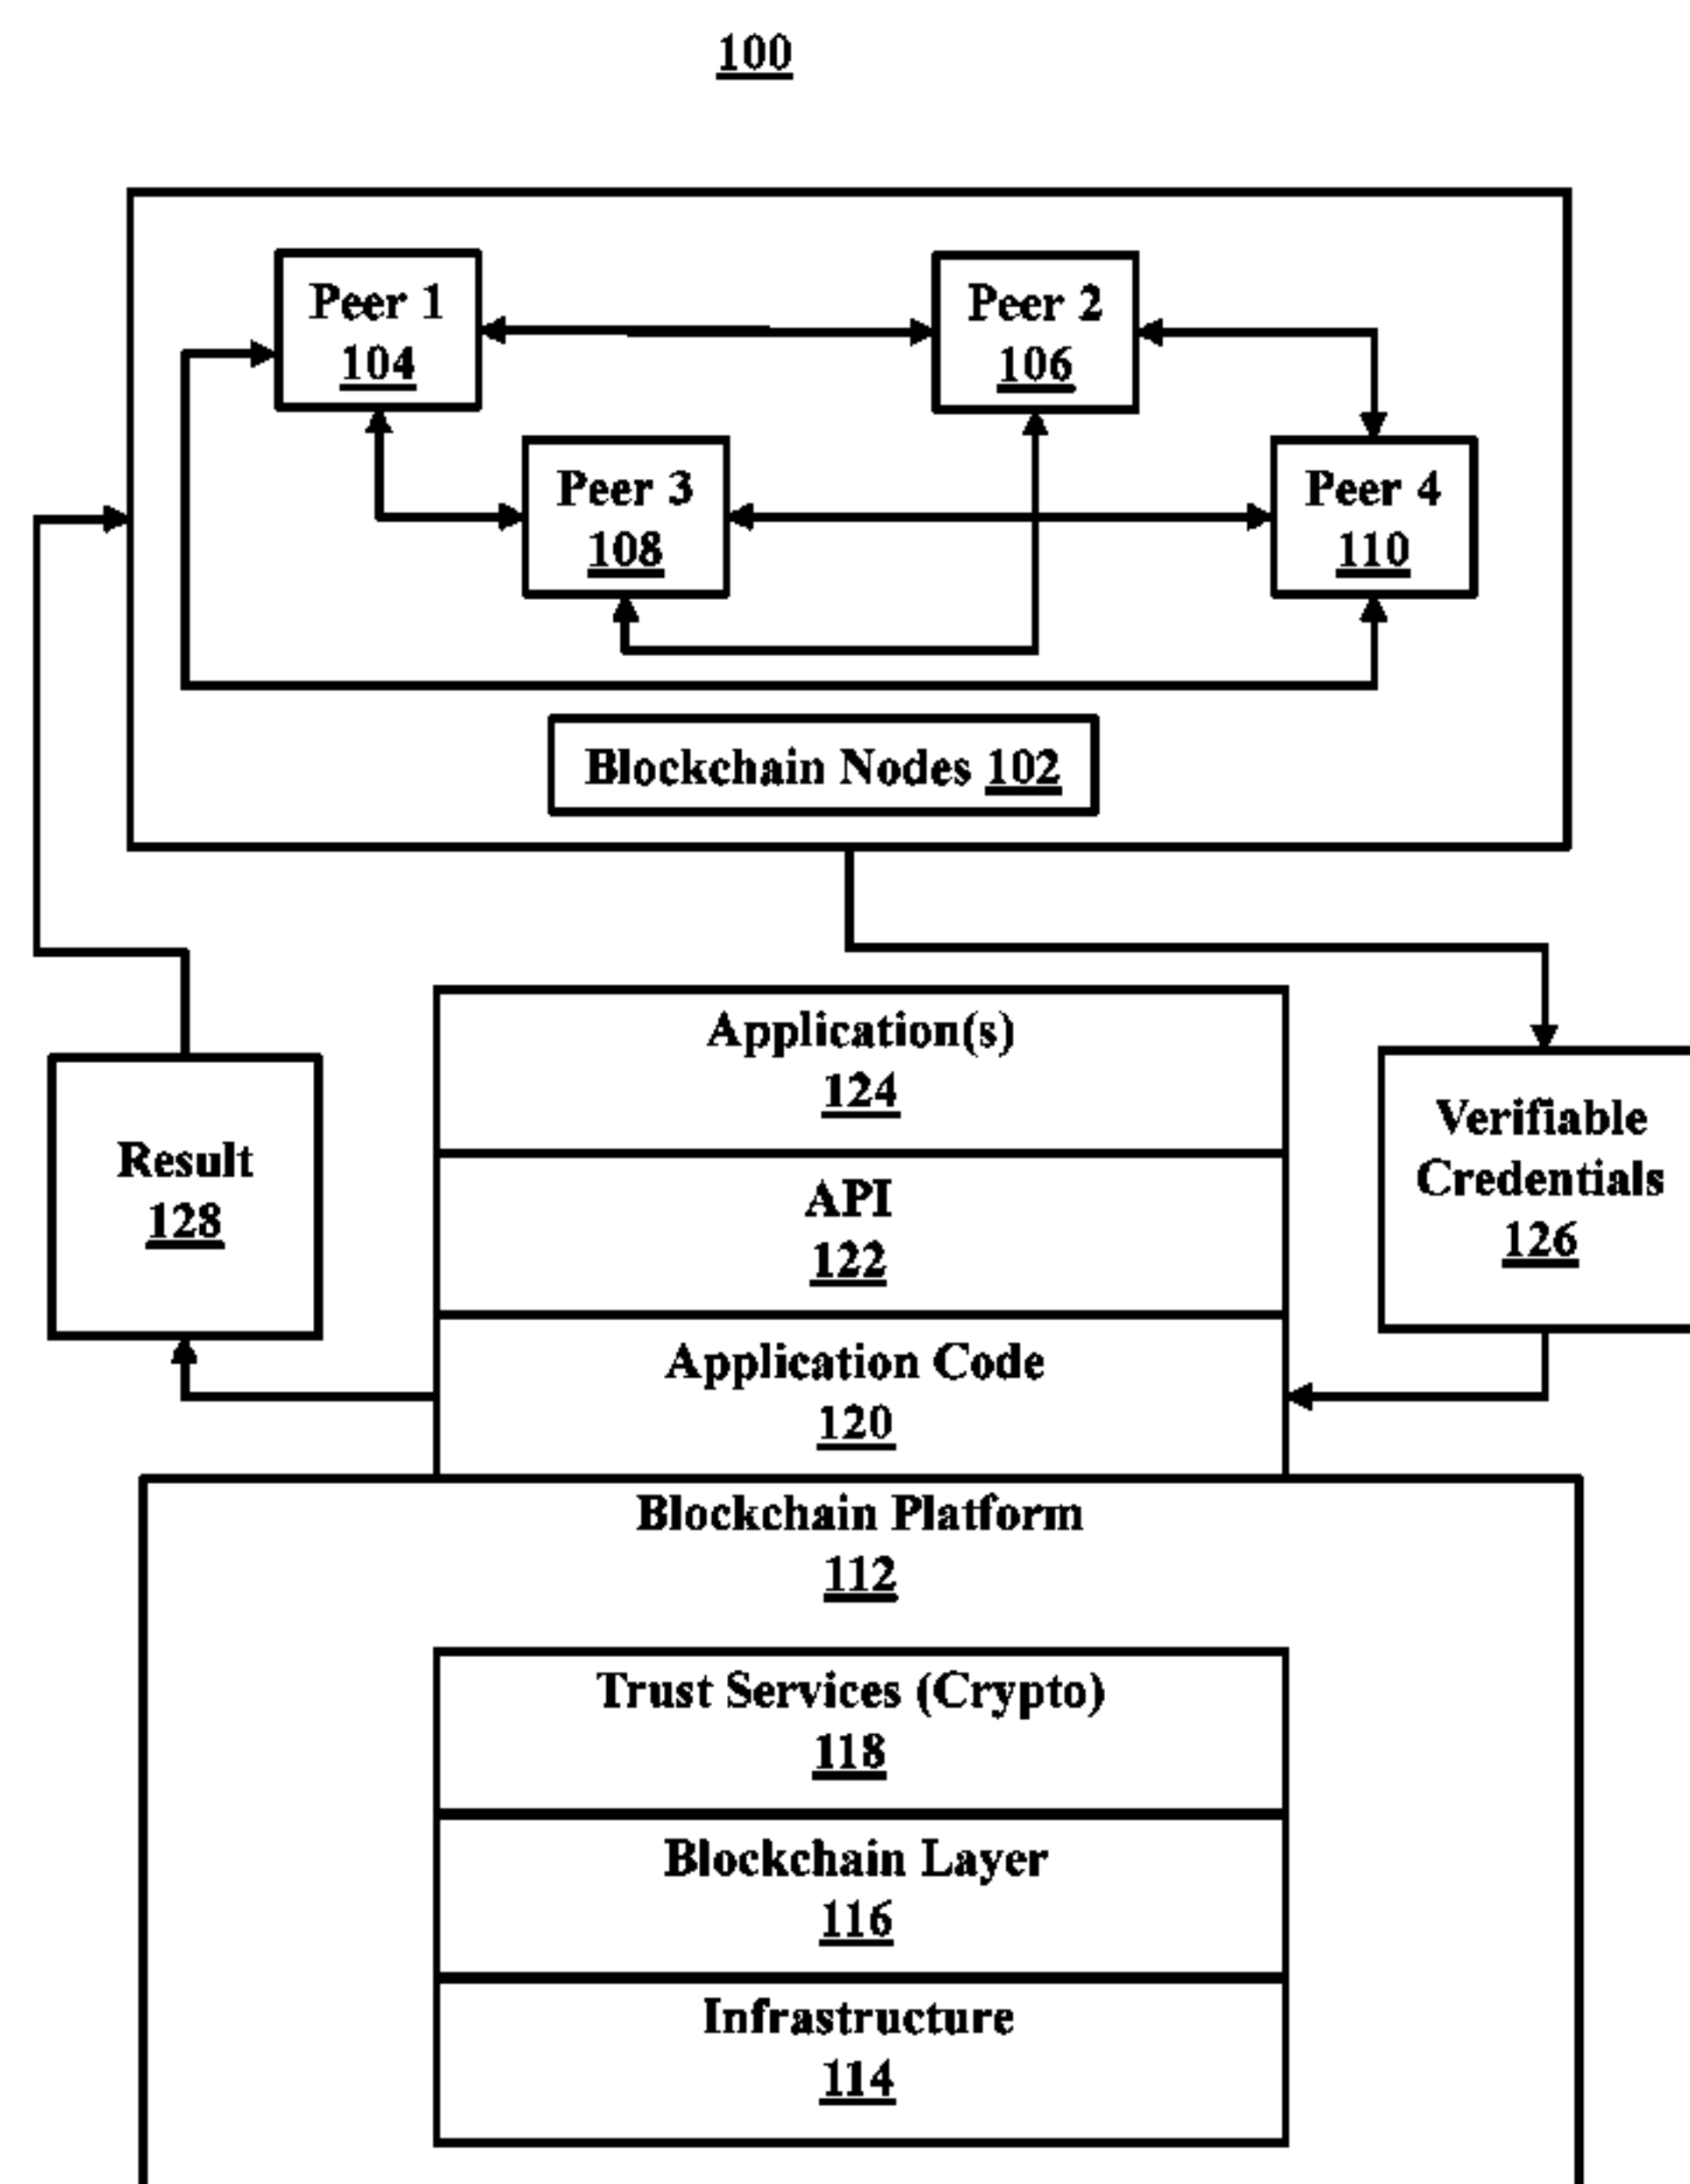 100
Peer 1
104
Peer 2
106
Peer 3
108
Peer 4
110
Blockchain Nodes 102
Application(s)
124
API
122
Application Code
120
Result
128
Verifiable
Credentials
126
Blockchain Platform
112
Trust Services (Crypto)
118
Blockchain Layer
116
Infrastructure
114